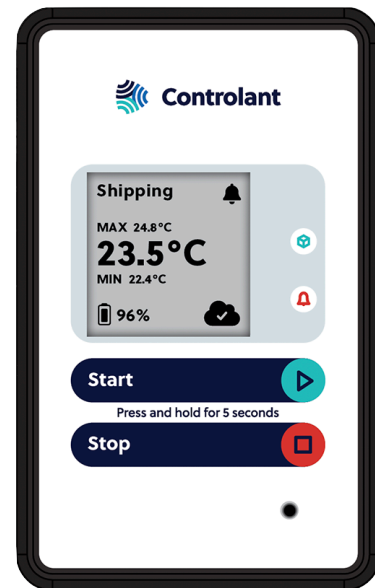 Controlant
Shipping
MAX 24.8°C
23.5°C
MIN 22.4°C
96%
Start
Press and hold for 5 seconds
Stop